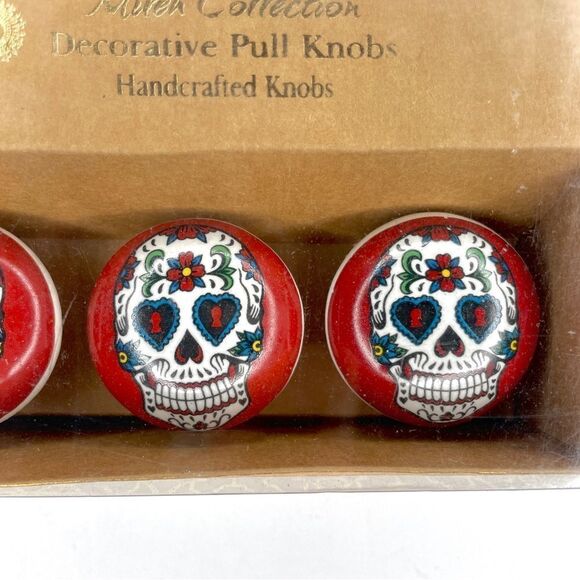 Collection
Decorative Pull Knobs
Handcrafted Knobs